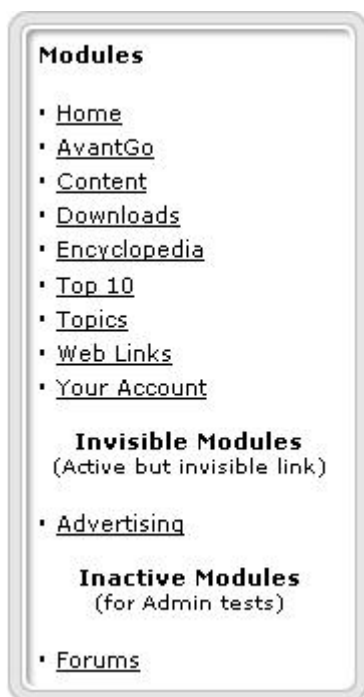 Modules
· Home
· AvantGo
· Content
· Downloads
· Encyclopedia
· Top 10
· Topics
· Web Links
· Your Account
Invisible Modules
(Active but invisible link)
· Advertising
Inactive Modules
(for Admin tests)
· Forums